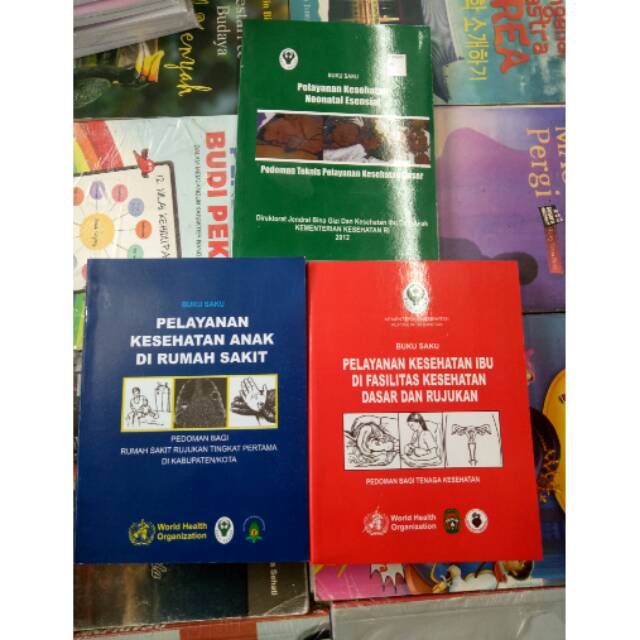 Budaya
REA
BUKU SAKU
Pelayanan Kesehatan
Neonatal Esensial
Pedoman Teknis Pelayanan Kesehatan Dasar
Direktorat Jendral Bina Gizi Dan Kesehatan Ibu Dan Anak
KEMENTERIAN KESEHATAN RI
2012
BUDI PEK
Pergi
BUKU SAKU
PELAYANAN
KESEHATAN ANAK
DI RUMAH SAKIT
PEDOMAN BAGI
RUMAH SAKIT RUJUKAN TINGKAT PERTAMA
DI KABUPATEN/KOTA
World Health
Organization
BUKU SAKU
PELAYANAN KESEHATAN IBU
DI FASILITAS KESEHATAN
DASAR DAN RUJUKAN
PEDOMAN BAGI TENAGA KESEHATAN
World Health
Organization